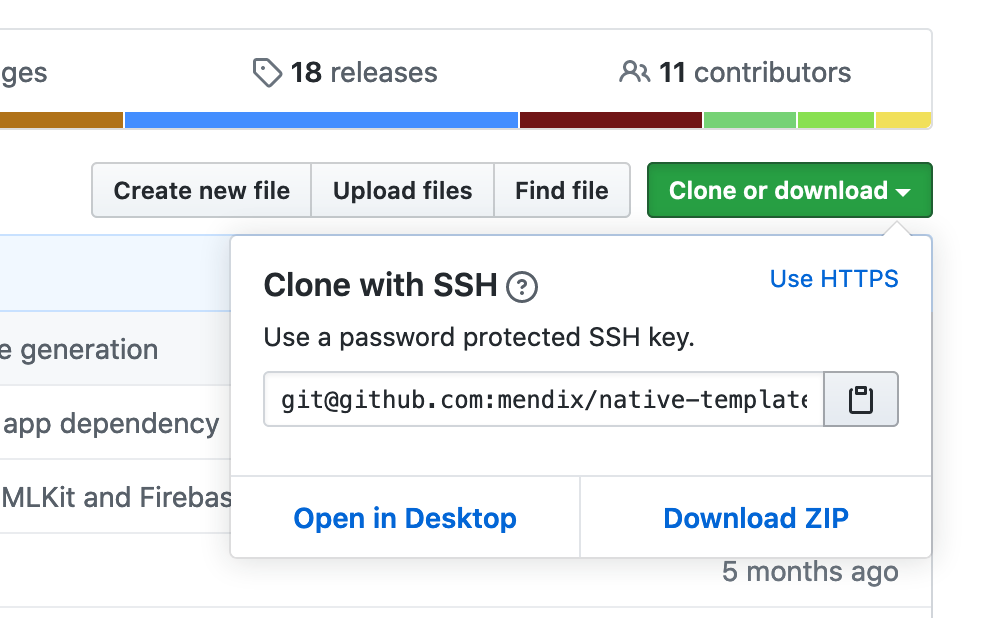 ges
18 releases
11 contributors
Create new file
Upload files
Find file
Clone or download
Clone with SSH ?
Use HTTPS
e generation
Use a password protected SSH key.
git@github.com:mendix/native-template
app dependency
MLKit and Firebas
Open in Desktop
Download ZIP
5 months ago